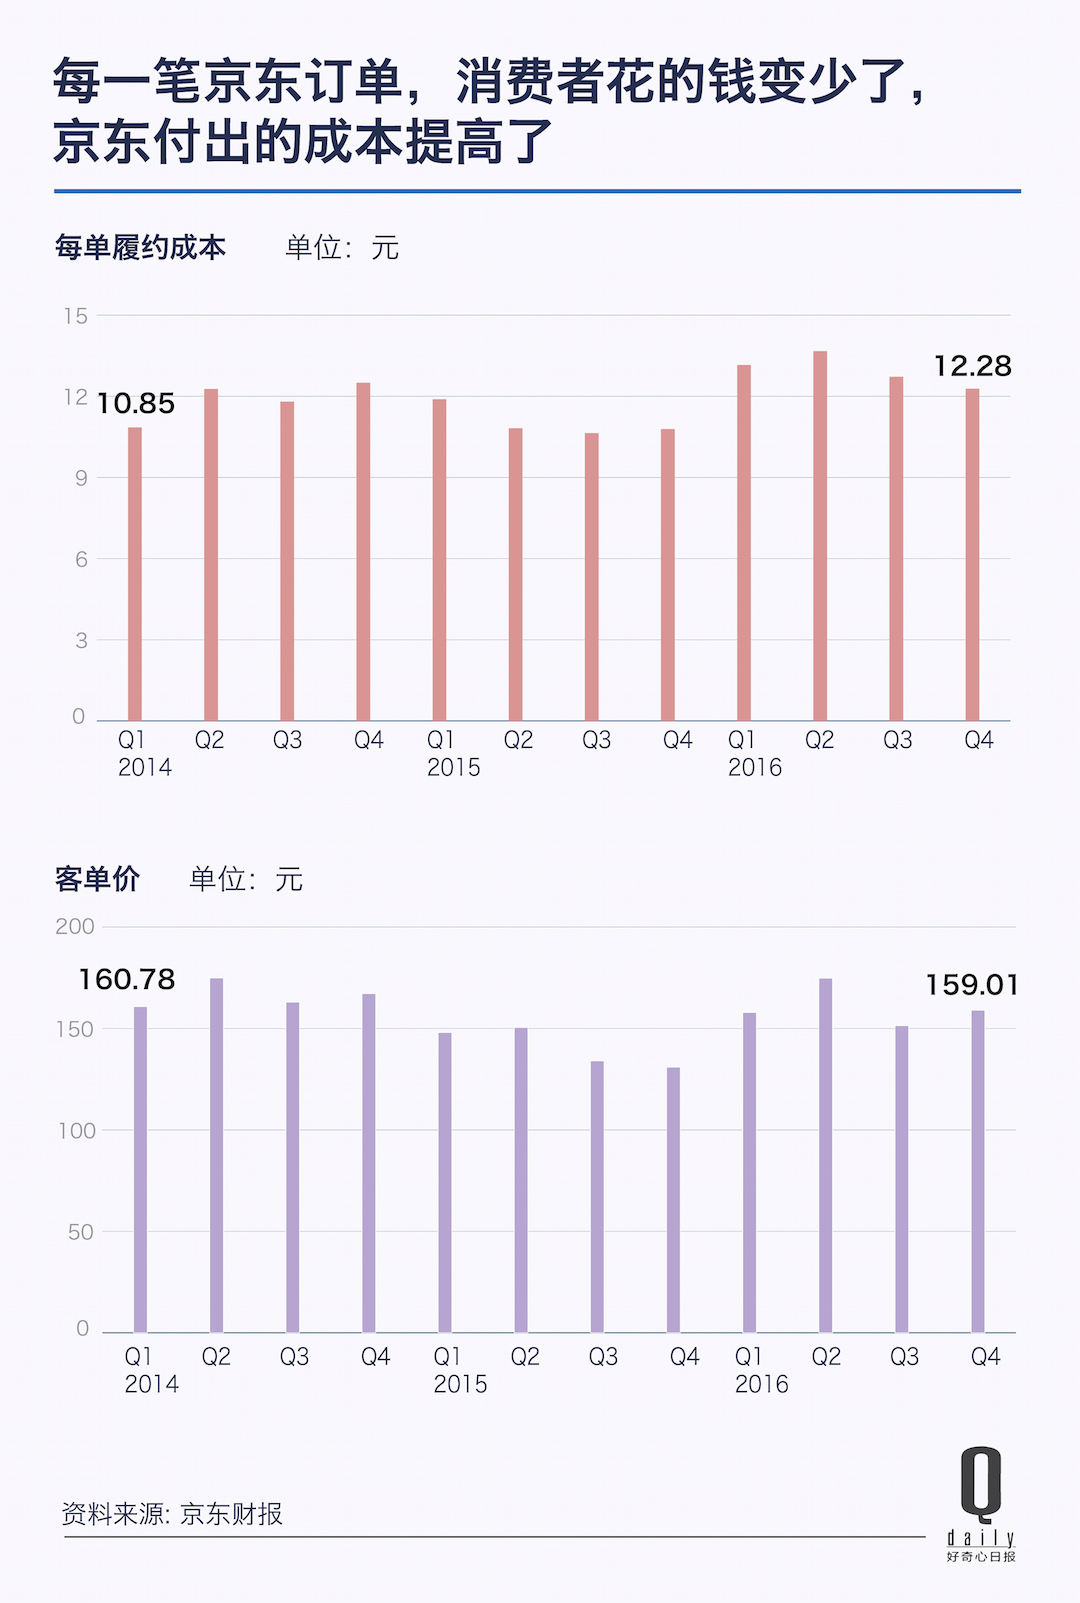 每一笔京东订单，消费者花的钱变少了，
京东付出的成本提高了
每单履约成本 单位：元
15
12.28
12 10.85
9
6
3
0
Q1 Q2 Q3 Q4 Q1 Q2 Q3 Q4 Q1 Q2 Q3 Q4
2014 2015 2016
客单价 单位：元
200
160.78 159.01
150
100
50
0
Q1 Q2 Q3 Q4 Q1 Q2 Q3 Q4 Q1 Q2 Q3 Q4
2014 2015 2016
资料来源: 京东财报
Q
daily
好奇心日报